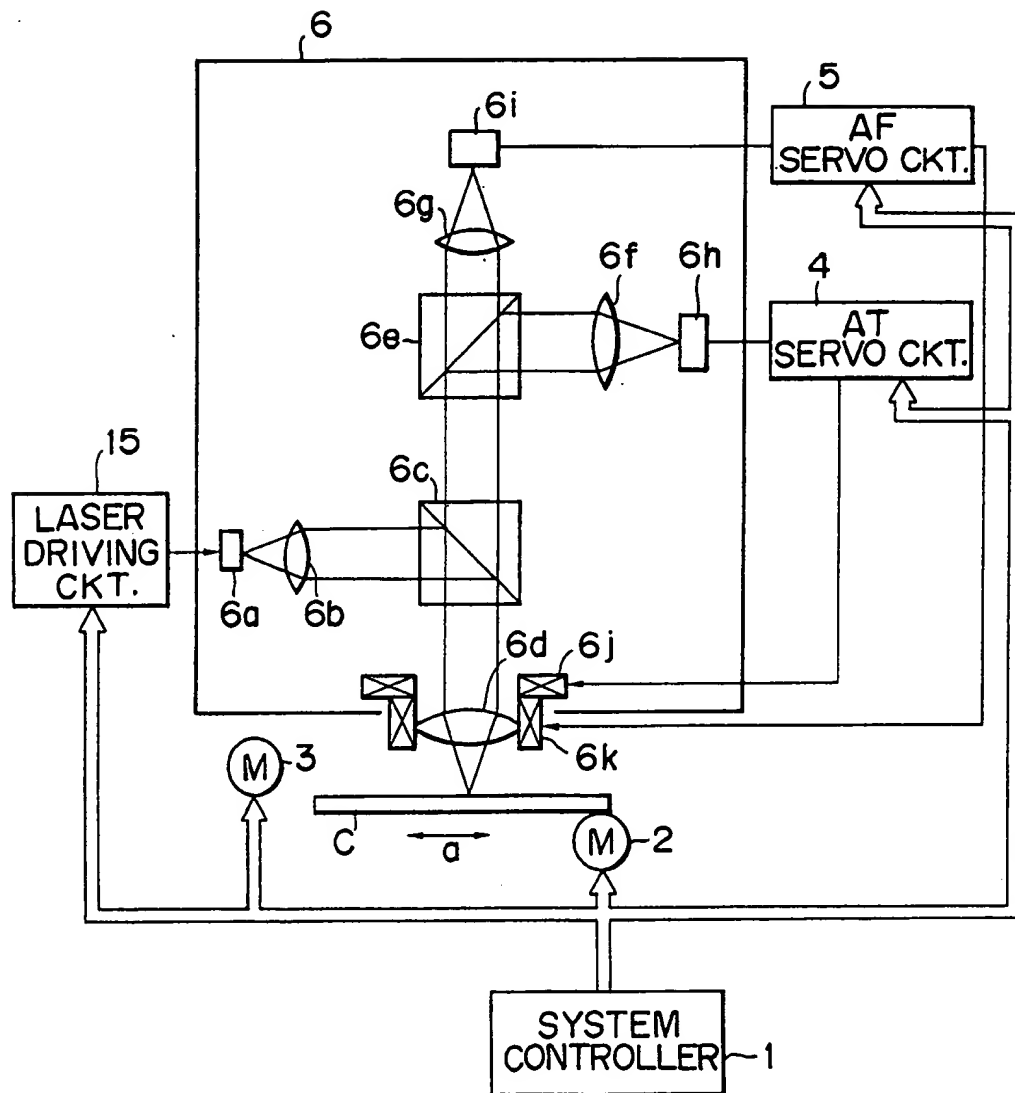 6
5
6i
AF
SERVO CKT.
6g
6f
6h
4
6e
AT
SERVO CKT.
15
6c
LASER
DRIVING
CKT.
6a
6b
6d
6j
6k
M
3
C
a
M
2
SYSTEM
CONTROLLER
1